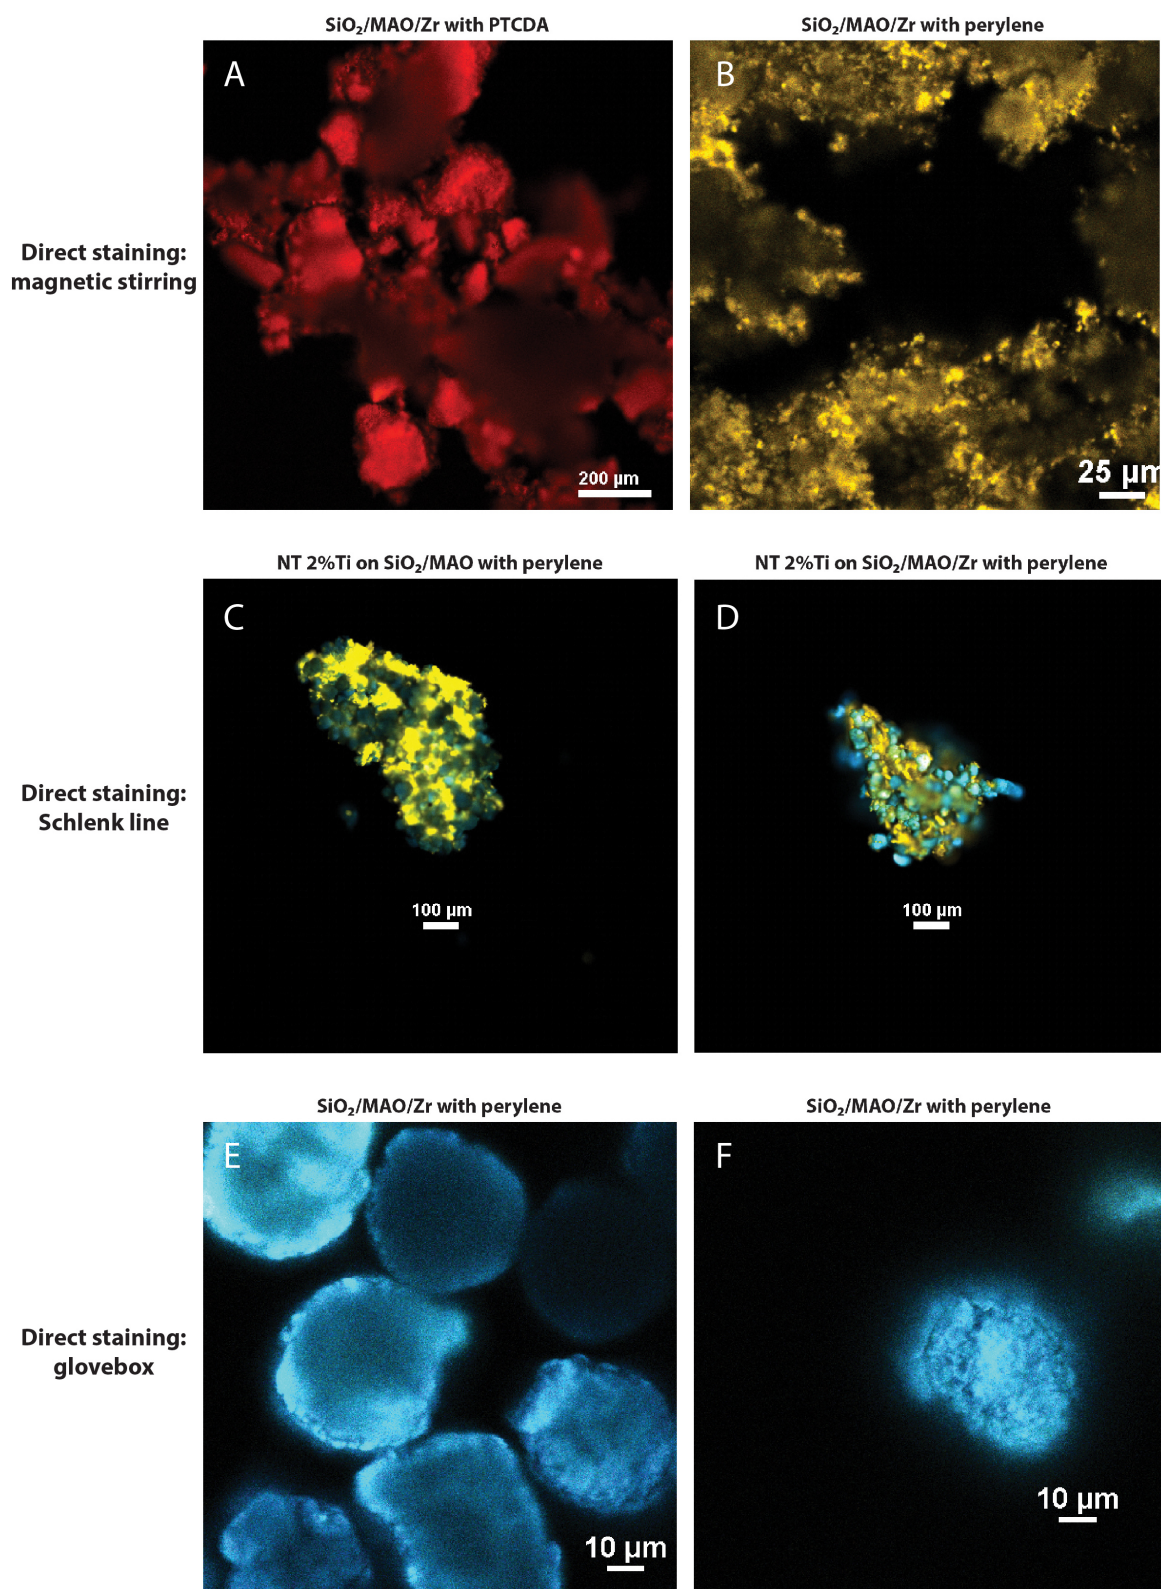 SiO₂/MAO/Zr with PTCDA
SiO₂/MAO/Zr with perylene
A
B
Direct staining:
magnetic stirring
200 µm
25 µm
NT 2%Ti on SiO₂/MAO with perylene
NT 2%Ti on SiO₂/MAO/Zr with perylene
C
D
Direct staining:
Schlenk line
100 µm
100 µm
SiO₂/MAO/Zr with perylene
SiO₂/MAO/Zr with perylene
E
F
Direct staining:
glovebox
10 µm
10 µm